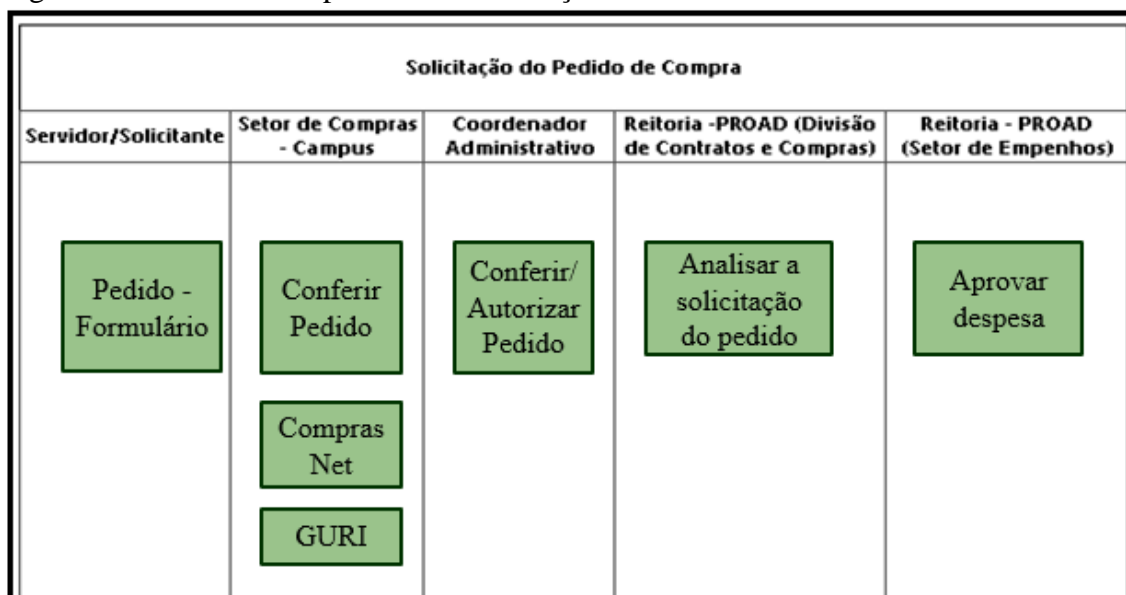 Solicitação do Pedido de Compra
Servidor/Solicitante
Setor de Compras
- Campus
Coordenador
Administrativo
Reitoria -PROAD (Divisão
de Contratos e Compras)
Reitoria - PROAD
(Setor de Empenhos)
Pedido -
Formulário
Conferir
Pedido
Compras
Net
GURI
Conferir/
Autorizar
Pedido
Analisar a
solicitação
do pedido
Aprovar
despesa